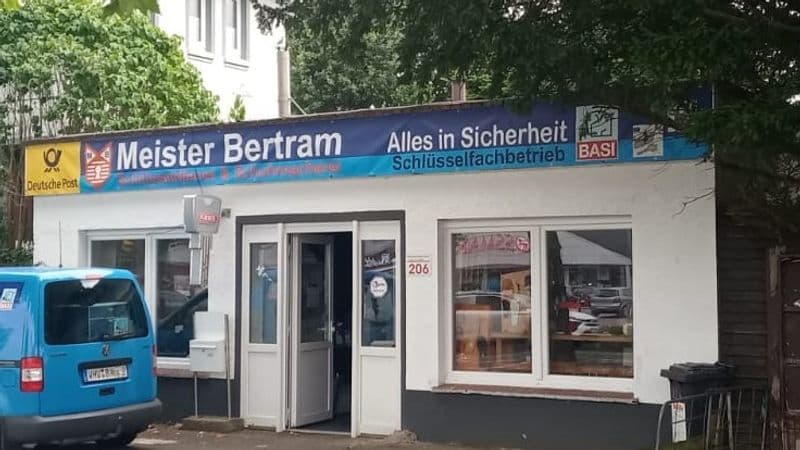 Deutsche Post
Meister Bertram
Alles in Sicherheit
Schlüsselfachbetrieb
BASI
206